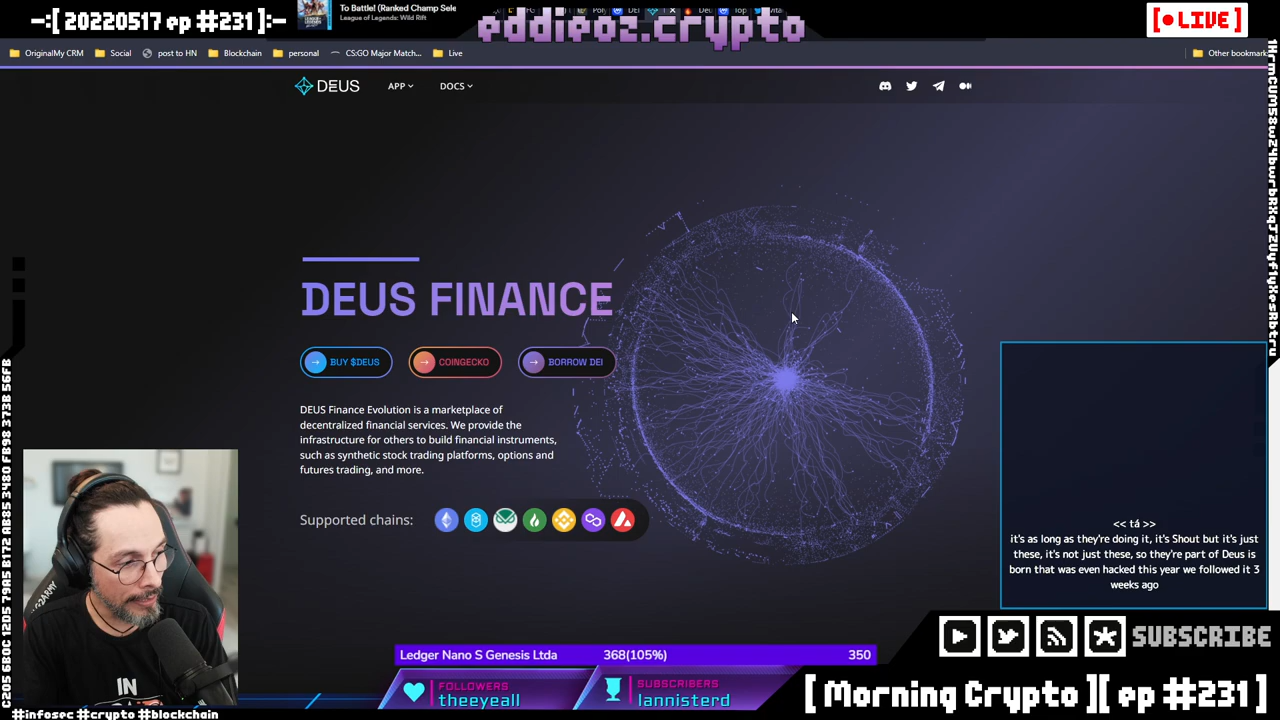 -:[ 20220517 ep #231 ]:-
To Battle! (Ranked Champ Sele
League of Legends: Wild Rift
eddieoz.crypto
[● LIVE ]
OriginalMy CRM
Social
post to HN
Blockchain
personal
CS:GO Major Match...
Live
Other bookmark
DEUS
APP
DOCS
DEUS FINANCE
BUY $DEUS
COINGECKO
BORROW DEI
DEUS Finance Evolution is a marketplace of
decentralized financial services. We provide the
infrastructure for others to build financial instruments,
such as synthetic stock trading platforms, options and
futures trading, and more.
Supported chains:
<< tá >>
it's as long as they're doing it, it's Shout but it's just
these, it's not just these, so they're part of Deus is
born that was even hacked this year we followed it 3
weeks ago
IN
Ledger Nano S Genesis Ltda 368(105%) 350
FOLLOWERS
theeyeall
SUBSCRIBERS
lannisterd
SUBSCRIBE
[ Morning Crypto ][ ep #231 ]
#infosec #crypto #blockchain